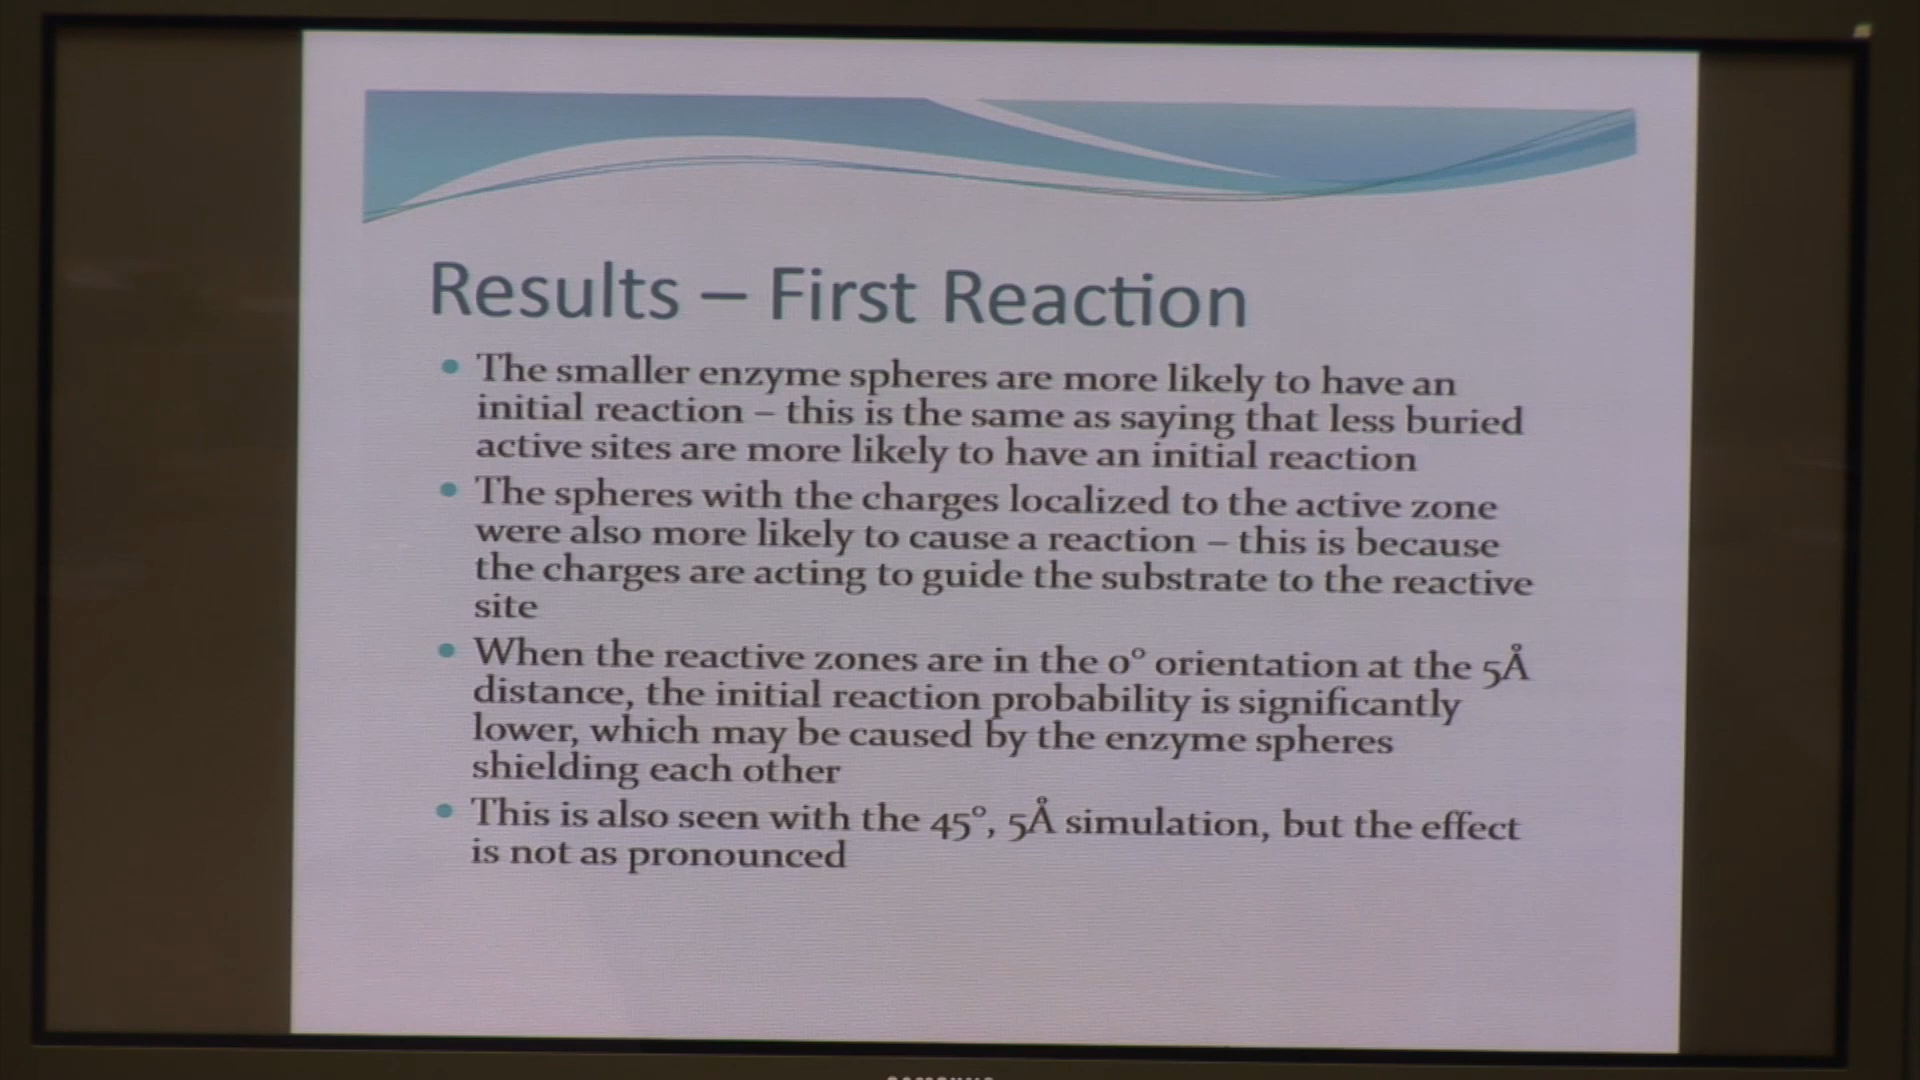 Results – First Reaction
• The smaller enzyme spheres are more likely to have an
initial reaction – this is the same as saying that less buried
active sites are more likely to have an initial reaction
• The spheres with the charges localized to the active zone
were also more likely to cause a reaction – this is because
the charges are acting to guide the substrate to the reactive
site
• When the reactive zones are in the 0° orientation at the 5Å
distance, the initial reaction probability is significantly
lower, which may be caused by the enzyme spheres
shielding each other
• This is also seen with the 45°, 5Å simulation, but the effect
is not as pronounced